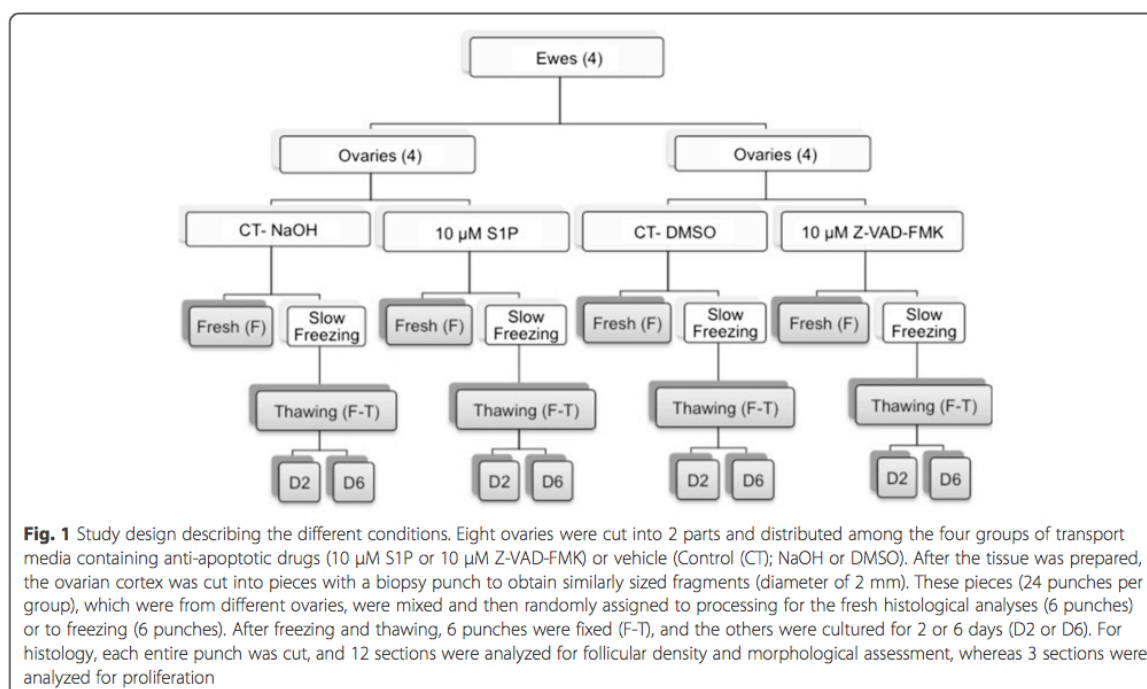 Ewes (4)
Ovaries (4) Ovaries (4)
CT- NaOH 10 µM S1P CT- DMSO 10 µM Z-VAD-FMK
Fresh (F) Slow Freezing Fresh (F) Slow Freezing Fresh (F) Slow Freezing Fresh (F) Slow Freezing
Thawing (F-T) Thawing (F-T) Thawing (F-T) Thawing (F-T)
D2 D6 D2 D6 D2 D6 D2 D6
Fig. 1 Study design describing the different conditions. Eight ovaries were cut into 2 parts and distributed among the four groups of transport
media containing anti-apoptotic drugs (10 µM S1P or 10 µM Z-VAD-FMK) or vehicle (Control (CT); NaOH or DMSO). After the tissue was prepared,
the ovarian cortex was cut into pieces with a biopsy punch to obtain similarly sized fragments (diameter of 2 mm). These pieces (24 punches per
group), which were from different ovaries, were mixed and then randomly assigned to processing for the fresh histological analyses (6 punches)
or to freezing (6 punches). After freezing and thawing, 6 punches were fixed (F-T), and the others were cultured for 2 or 6 days (D2 or D6). For
histology, each entire punch was cut, and 12 sections were analyzed for follicular density and morphological assessment, whereas 3 sections were
analyzed for proliferation